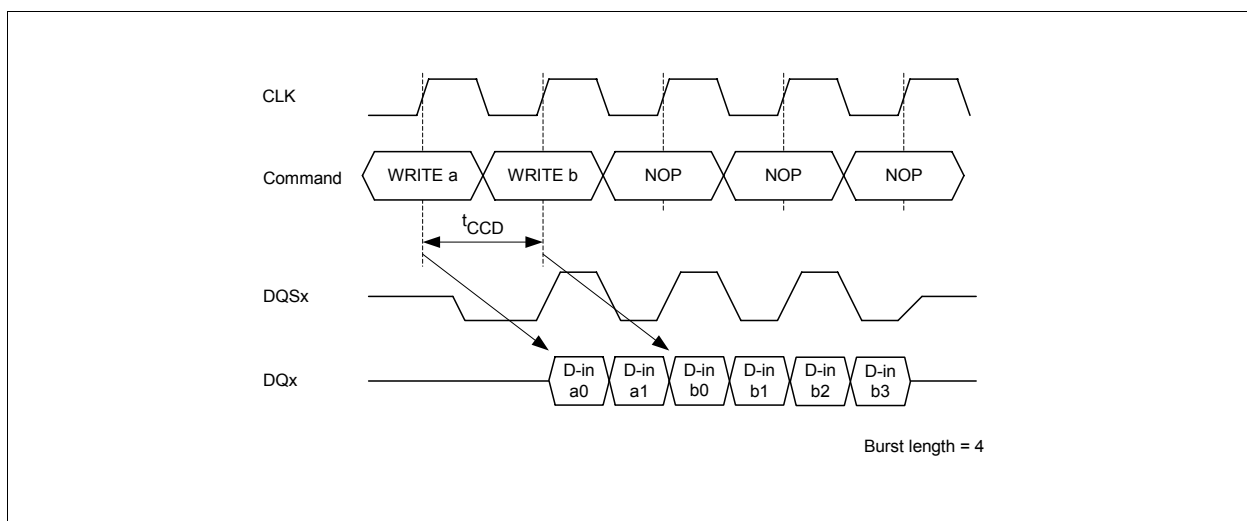 CLK
Command
WRITE a
WRITE b
NOP
NOP
NOP
tCCD
DQSx
DQx
D-in a0
D-in a1
D-in b0
D-in b1
D-in b2
D-in b3
Burst length = 4